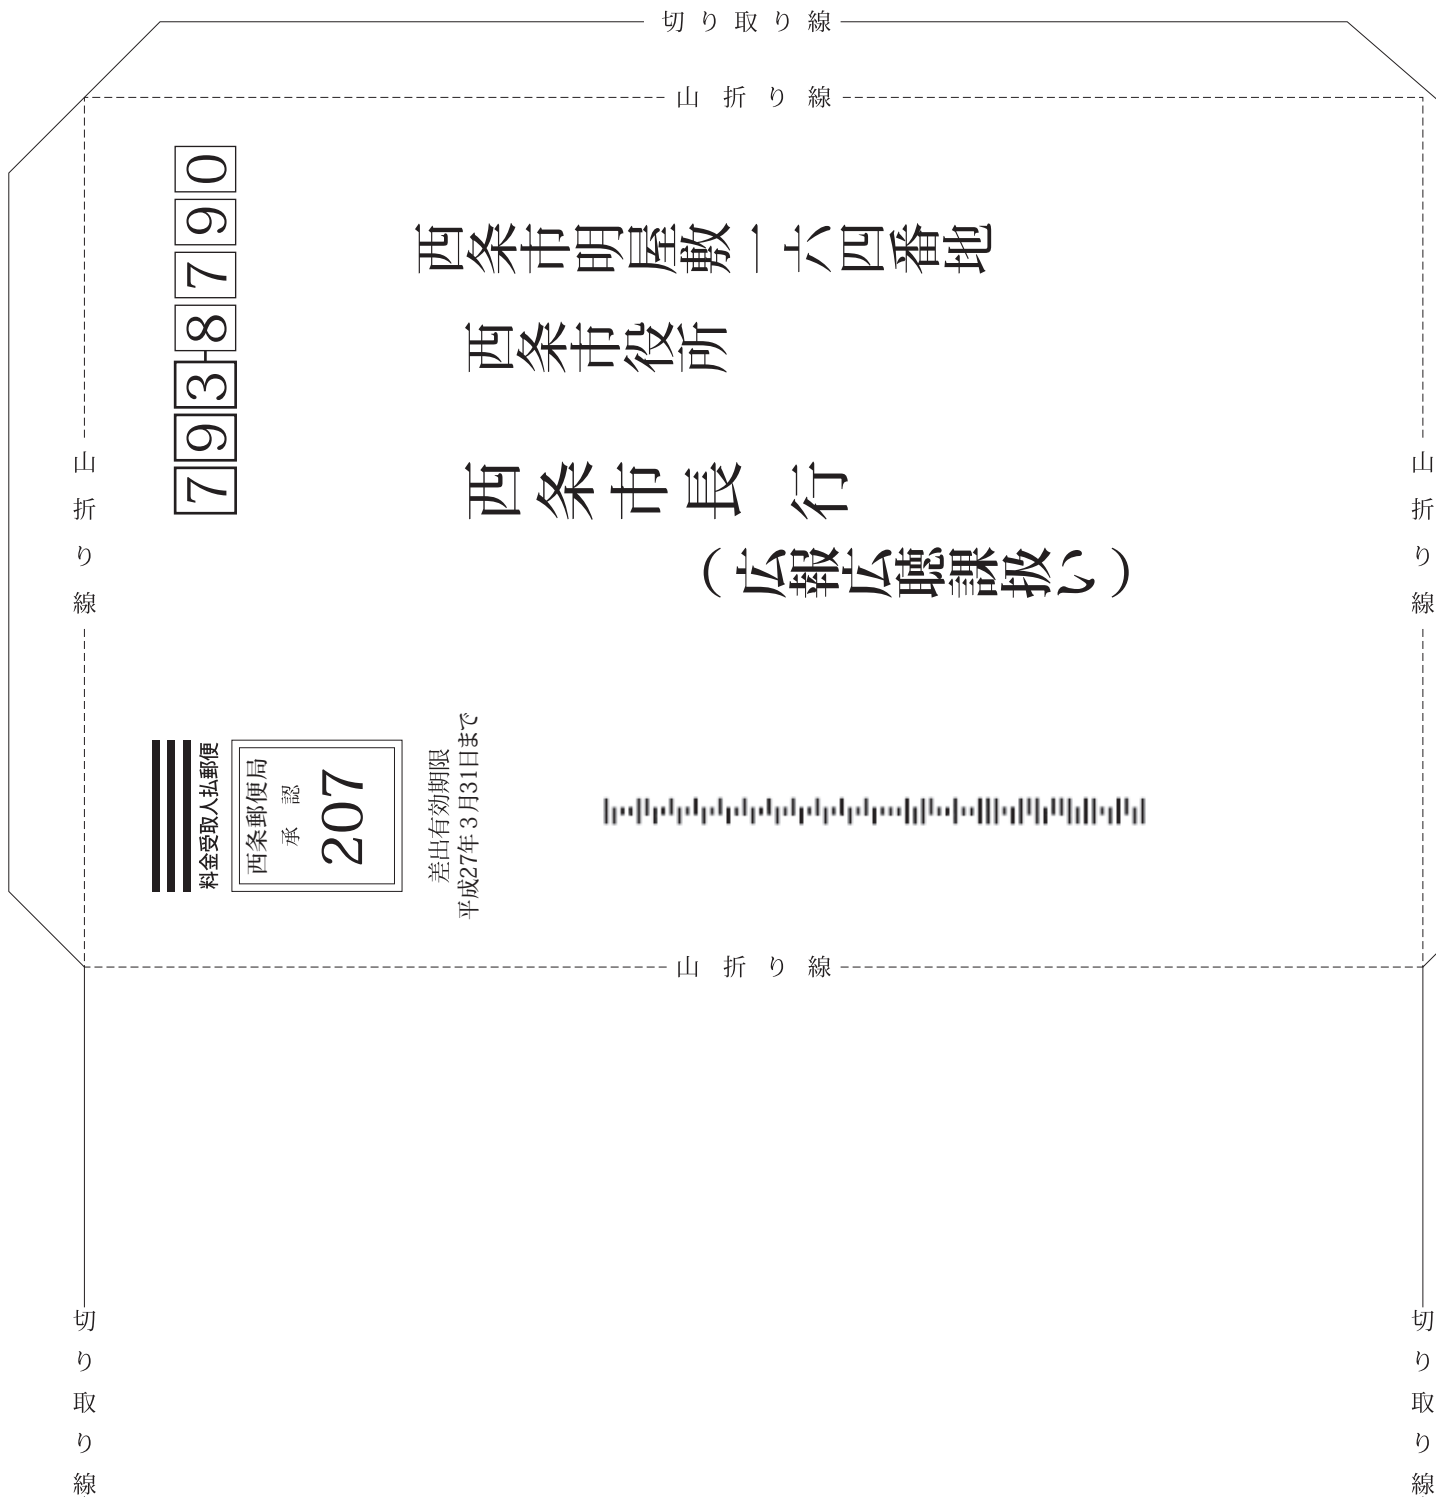 切り取り線
山折り線
793-8790
西条市明屋敷一六四番地
西条市役所
西条市長 行
（広報広聴課扱い）
料金受取人払郵便
西条郵便局
承認
207
差出有効期限
平成27年3月31日まで
山折り線
山折り線
山折り線
切り取り線
切り取り線